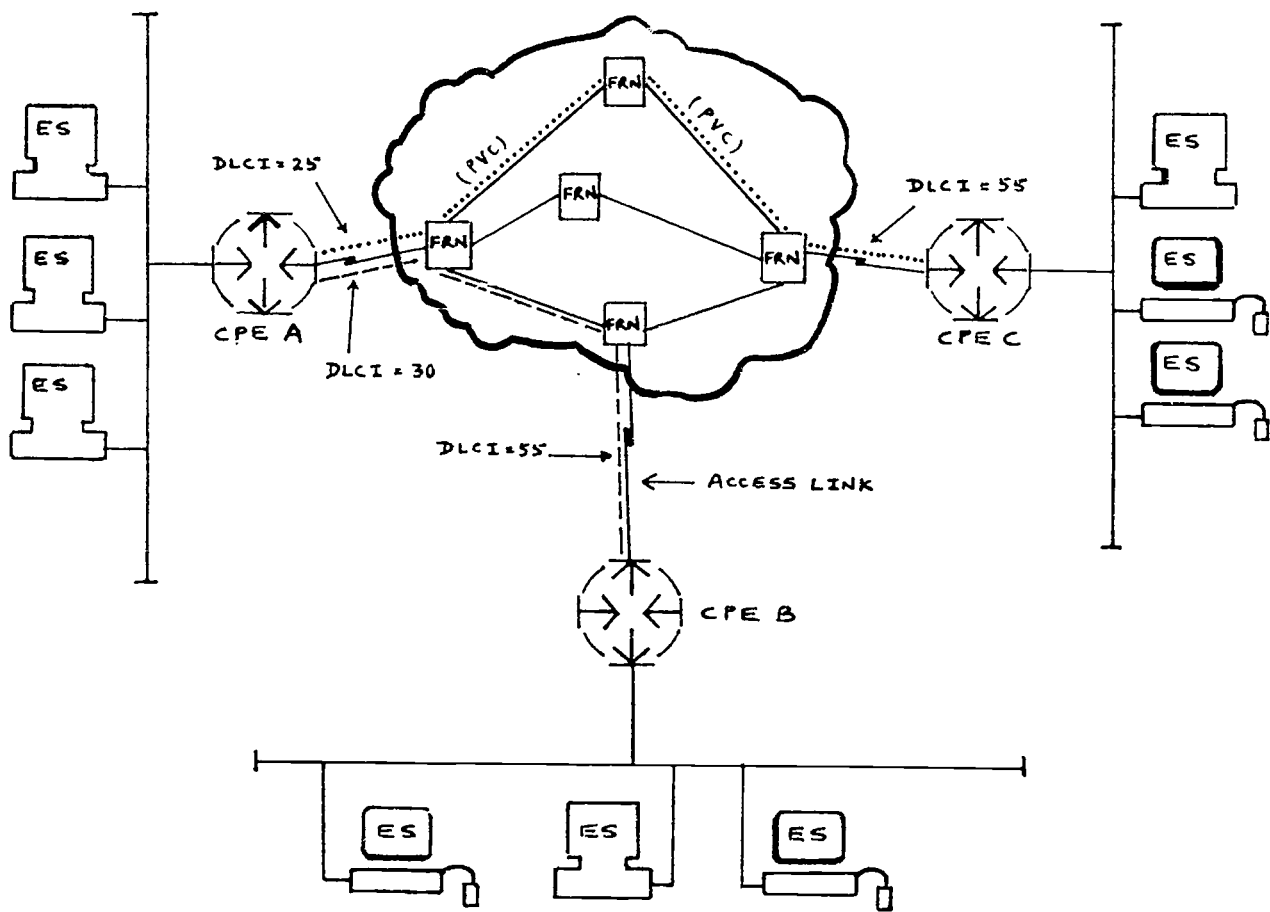 FRN
(PVC)
(PVC)
ES
ES
DLCI = 25
DLCI = 55
FRN
FRN
FRN
ES
ES
CPE A
FRN
CPE C
DLCI = 30
ES
ES
DLCI = 55
ACCESS LINK
CPE B
ES
ES
ES